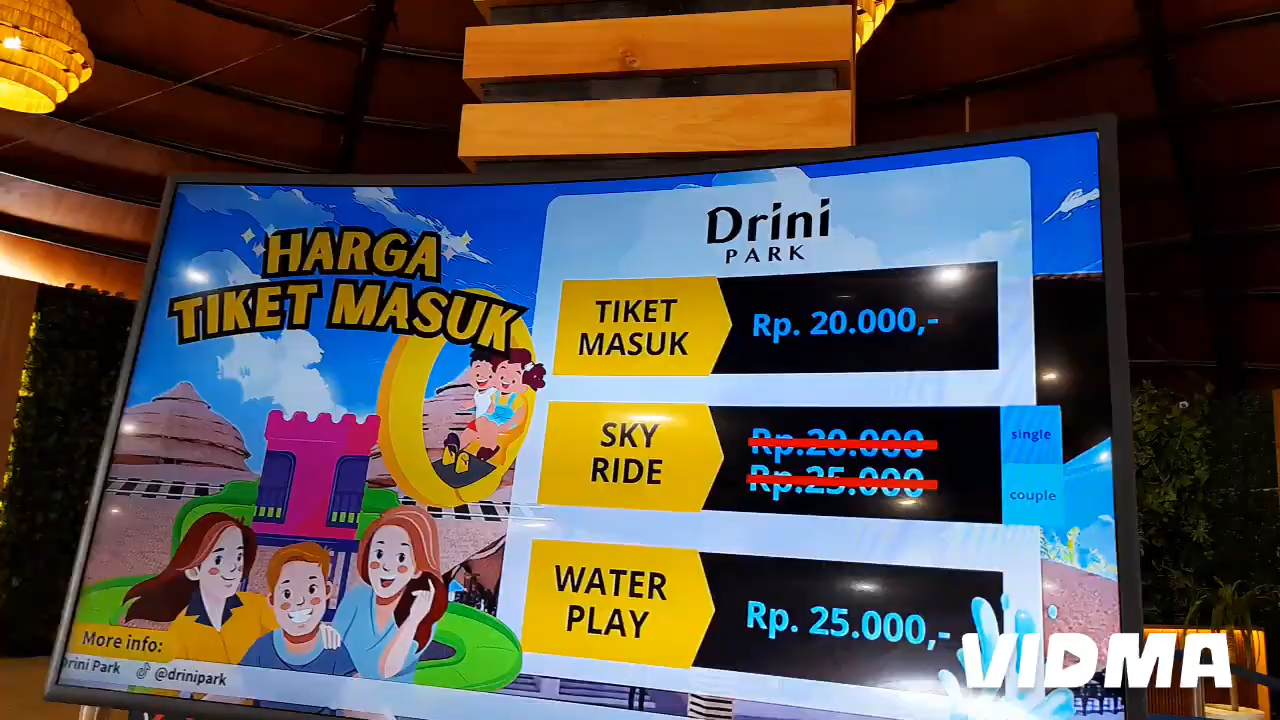 HARGA
TIKET MASUK
Drini
PARK
TIKET
MASUK
Rp. 20.000,-
SKY
RIDE
Rp.20.000
Rp.25.000
single
couple
WATER
PLAY
Rp. 25.000,-
More info:
Drini Park @drinipark
VIDMA